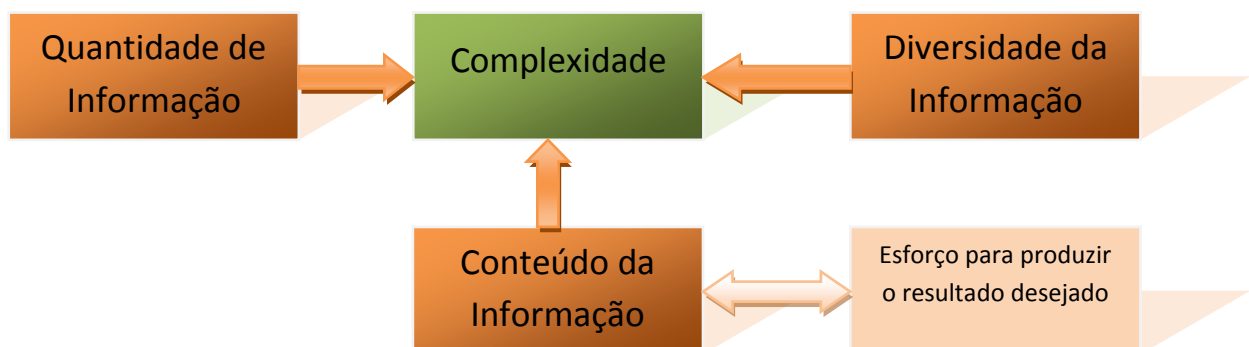 Quantidade de
Informação
Complexidade
Diversidade da
Informação
Conteúdo da
Informação
Esforço para produzir
o resultado desejado